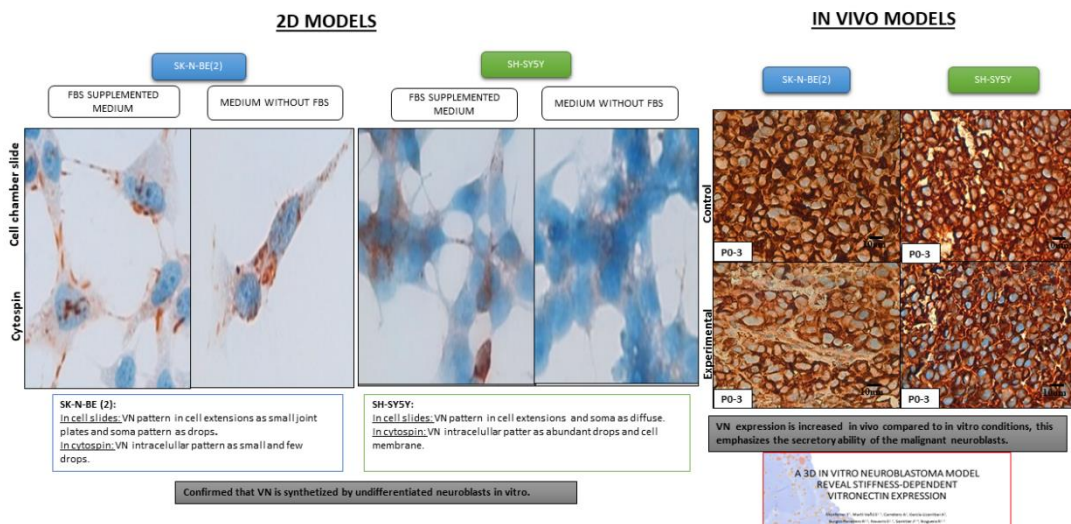 2D MODELS
SK-N-BE(2)
SH-SY5Y
FBS SUPPLEMENTED
MEDIUM
MEDIUM WITHOUT FBS
FBS SUPPLEMENTED
MEDIUM
MEDIUM WITHOUT FBS
Cell chamber slide
Cytospin
SK-N-BE (2):
In cell slides: VN pattern in cell extensions as small joint
plates and soma pattern as drops.
In cytospin: VN intracellular pattern as small and few
drops.
SH-SY5Y:
In cell slides: VN pattern in cell extensions and soma as diffuse.
In cytospin: VN intracelullar patter as abundant drops and cell
membrane.
Confirmed that VN is synthetized by undifferentiated neuroblasts in vitro.
IN VIVO MODELS
SK-N-BE(2)
SH-SY5Y
Control
Experimental
P0-3
10µm
P0-3
10µm
P0-3
10µm
P0-3
10µm
VN expression is increased in vivo compared to in vitro conditions, this
emphasizes the secretory ability of the malignant neuroblasts.
A 3D IN VITRO NEUROBLASTOMA MODEL
REVEAL STIFFNESS-DEPENDENT
VITRONECTIN EXPRESSION